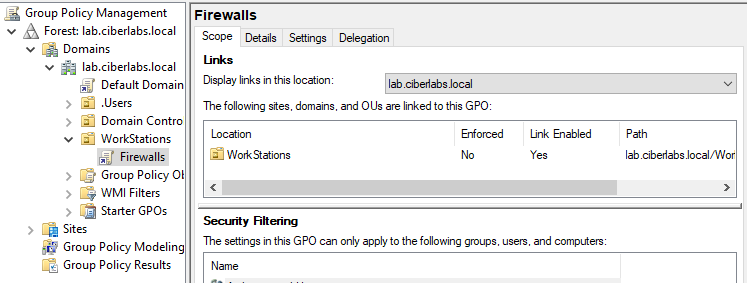 Group Policy Management
Forest: lab.ciberlabs.local
Domains
lab.ciberlabs.local
Default Domain
.Users
Domain Contro
WorkStations
Firewalls
Group Policy Ob
WMI Filters
Starter GPOs
Sites
Group Policy Modeling
Group Policy Results
Firewalls
Scope Details Settings Delegation
Links
Display links in this location: lab.ciberlabs.local
The following sites, domains, and OUs are linked to this GPO:
Location Enforced Link Enabled Path
WorkStations No Yes lab.ciberlabs.local/Wor
Security Filtering
The settings in this GPO can only apply to the following groups, users, and computers:
Name